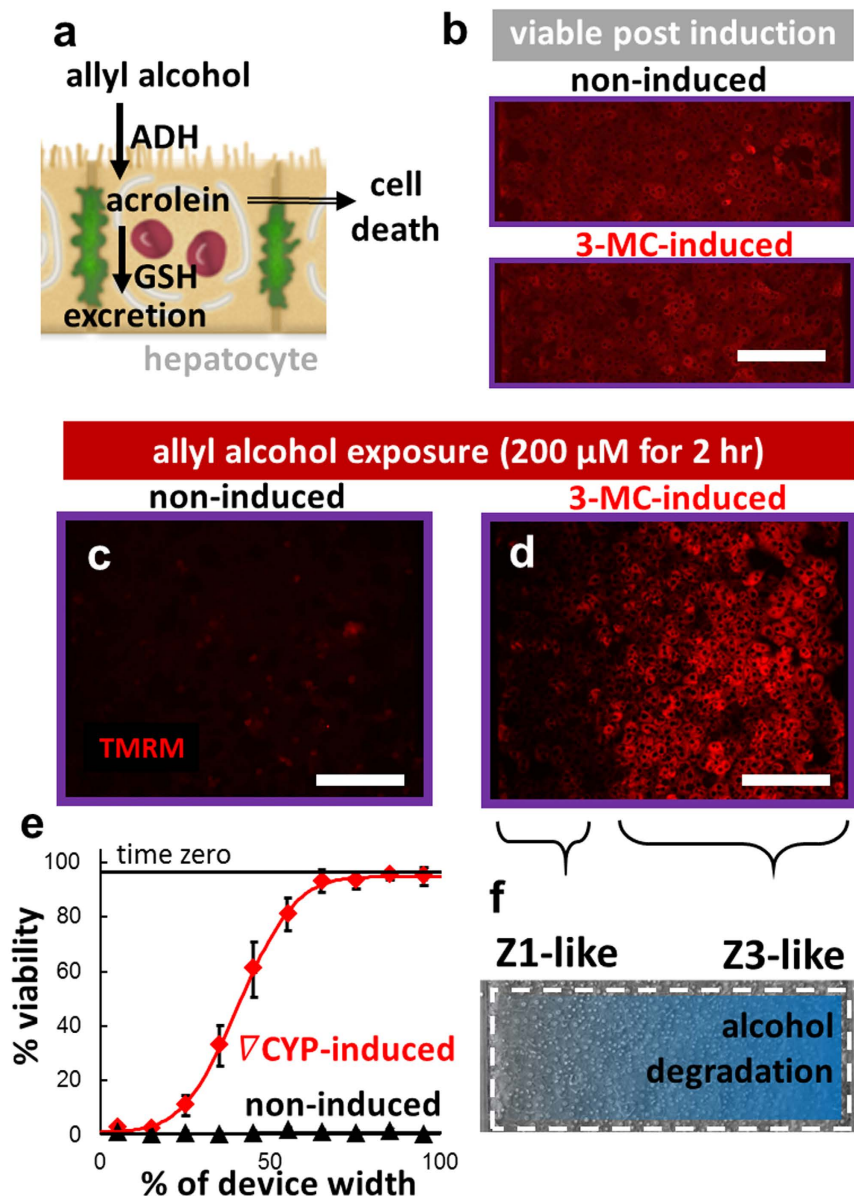 a
allyl alcohol
ADH
acrolein
cell
death
GSH
excretion
hepatocyte
b
viable post induction
non-induced
3-MC-induced
allyl alcohol exposure (200 µM for 2 hr)
non-induced
3-MC-induced
c
TMRM
d
e
time zero
100
80
60
40
20
0
% viability
∇CYP-induced
non-induced
0
50
100
% of device width
f
Z1-like
Z3-like
alcohol
degradation